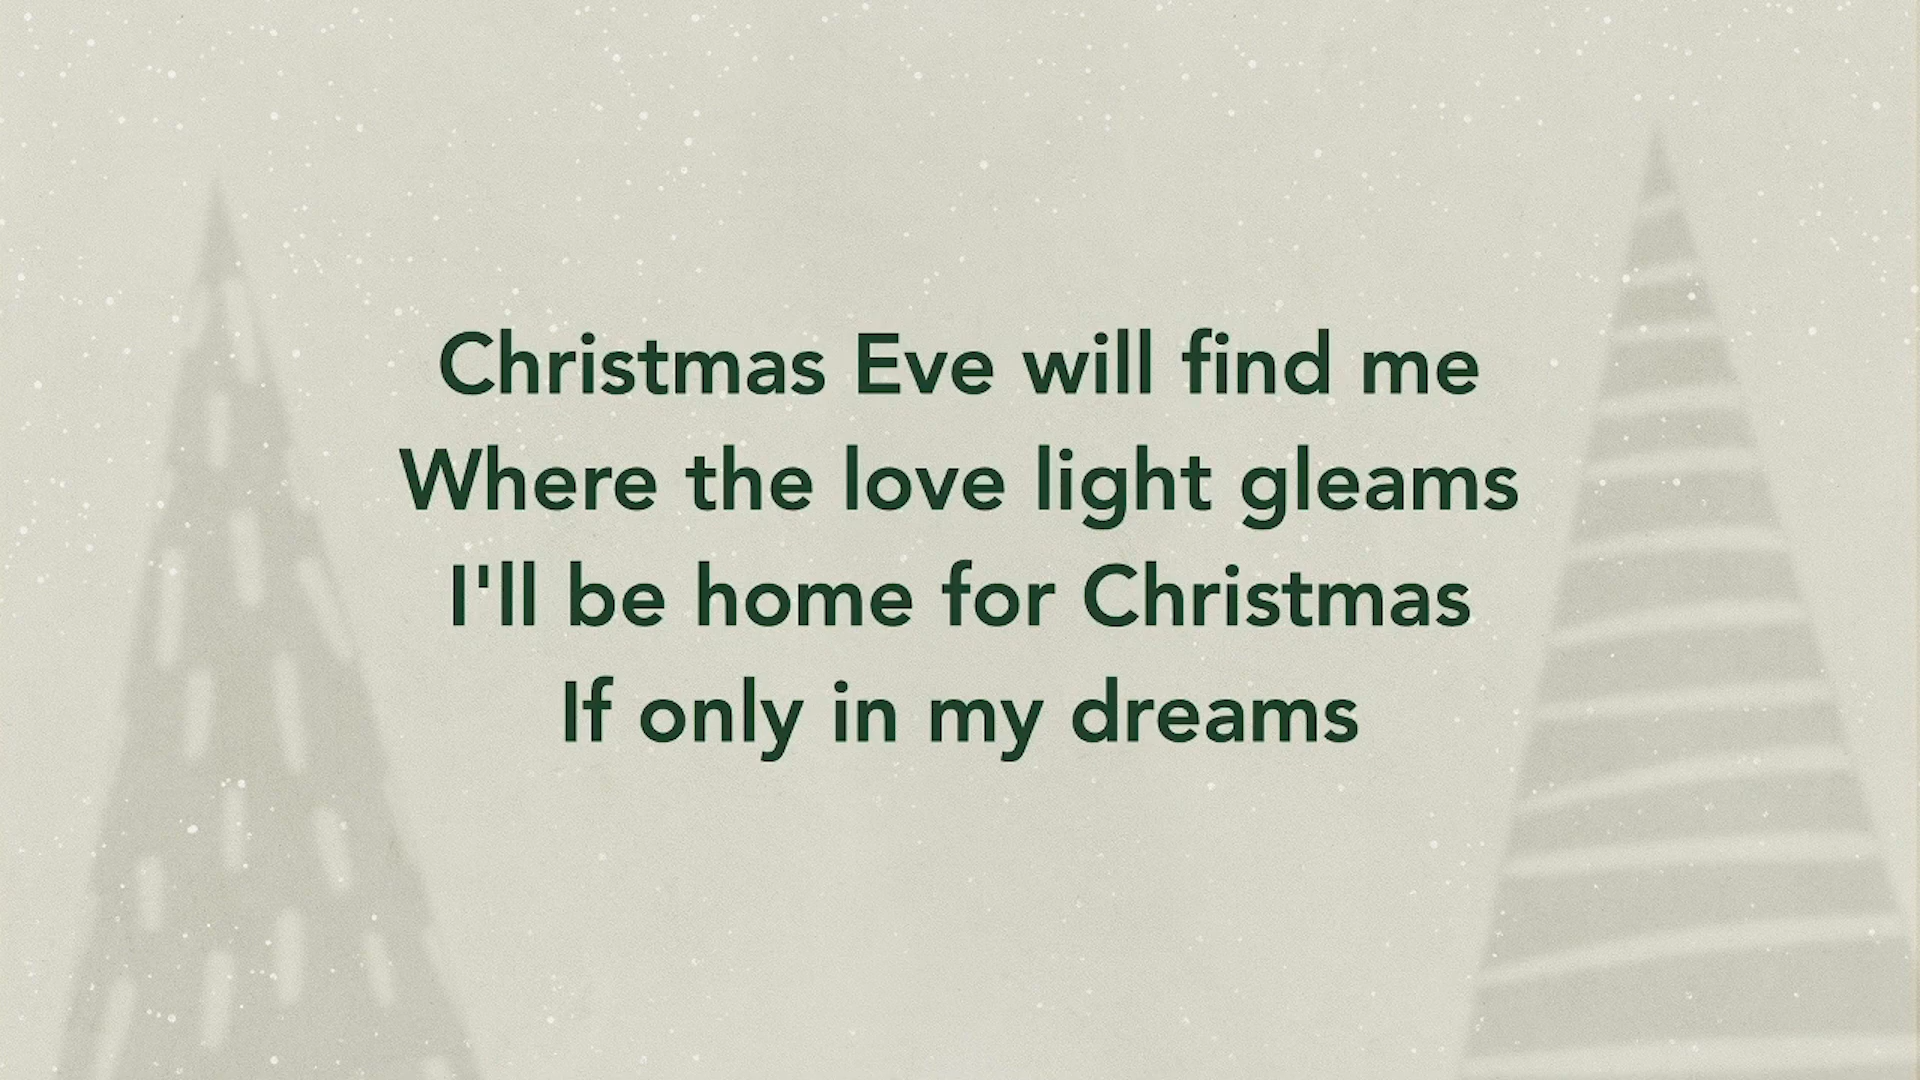 Christmas Eve will find me
Where the love light gleams
I'll be home for Christmas
If only in my dreams